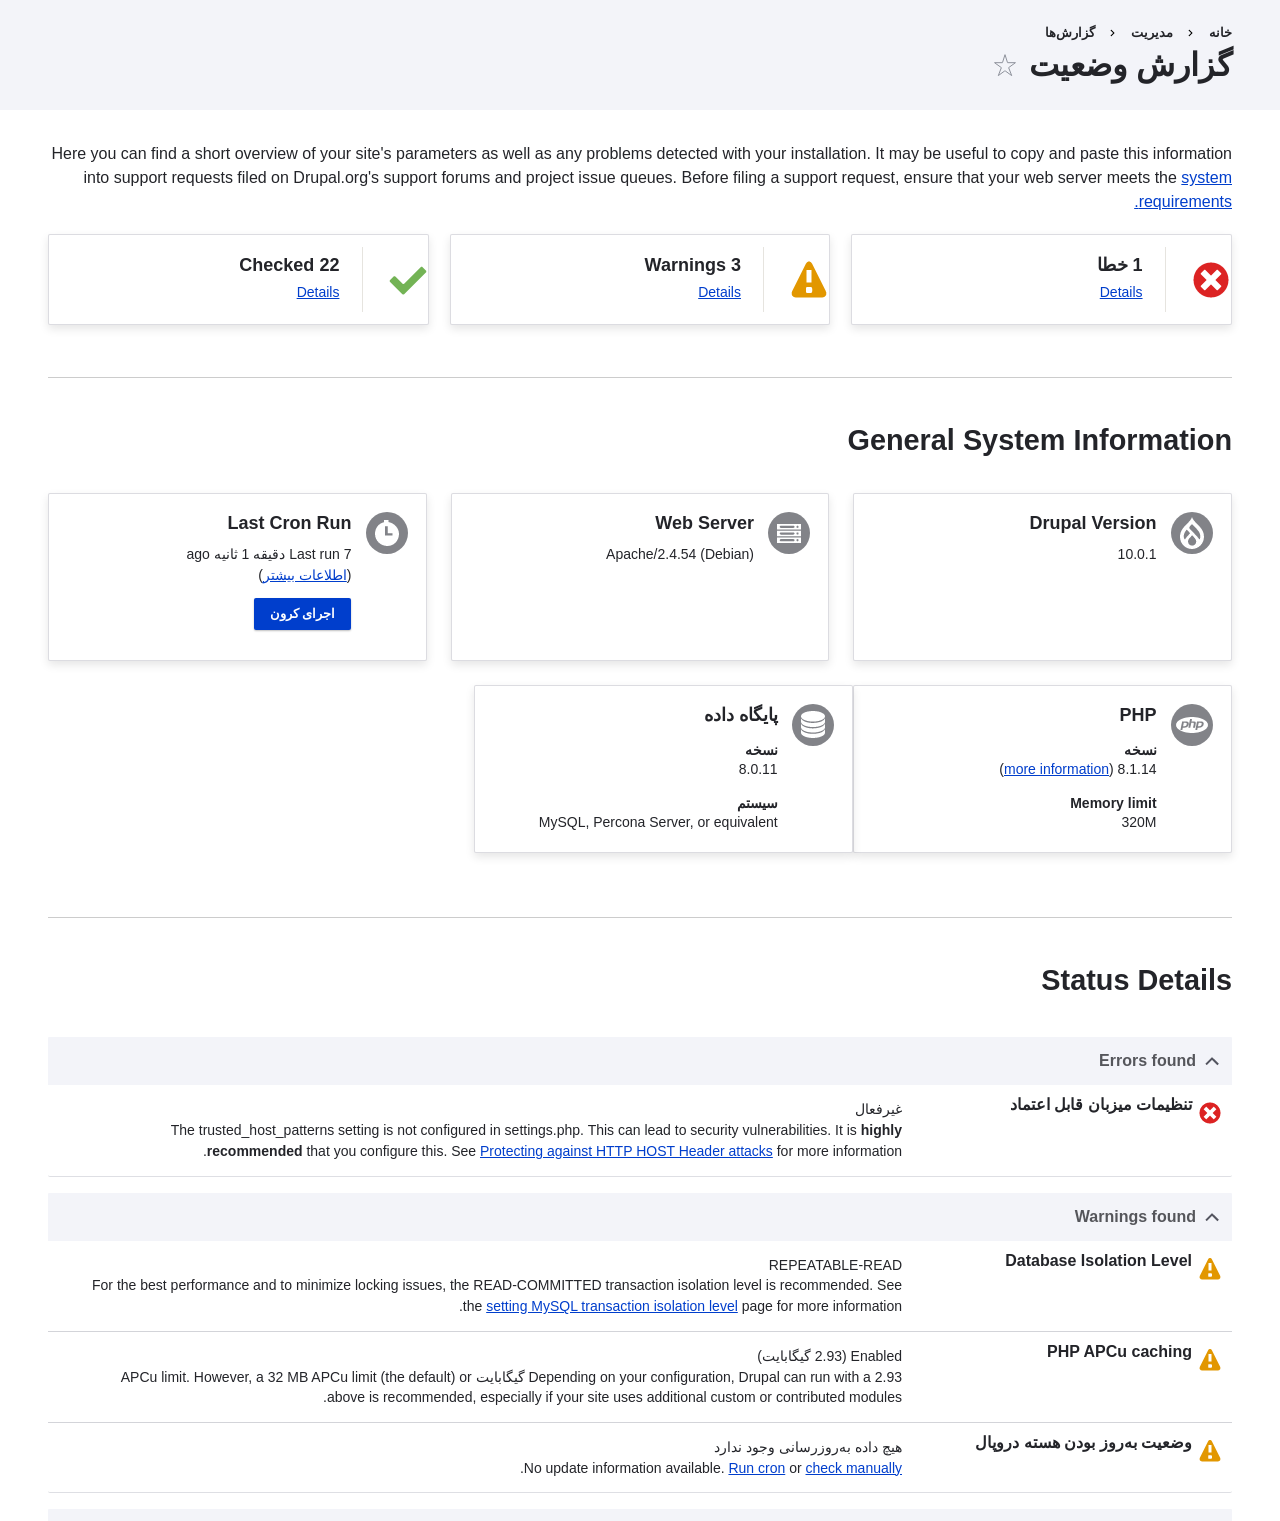 خانه › مدیریت › گزارش‌ها
گزارش وضعیت ☆
Here you can find a short overview of your site's parameters as well as any problems detected with your installation. It may be useful to copy and paste this information
into support requests filed on Drupal.org's support forums and project issue queues. Before filing a support request, ensure that your web server meets the system
requirements.
1 خطا
Details
3 Warnings
Details
22 Checked
Details
General System Information
Drupal Version
10.0.1
Web Server
Apache/2.4.54 (Debian)
Last Cron Run
Last run 7 دقیقه 1 ثانیه ago
(اطلاعات بیشتر)
اجرای کرون
PHP
نسخه
8.1.14 (more information)
Memory limit
320M
پایگاه داده
نسخه
8.0.11
سیستم
MySQL, Percona Server, or equivalent
Status Details
Errors found
تنظیمات میزبان قابل اعتماد
غیرفعال
The trusted_host_patterns setting is not configured in settings.php. This can lead to security vulnerabilities. It is highly
recommended that you configure this. See Protecting against HTTP HOST Header attacks for more information.
Warnings found
Database Isolation Level
REPEATABLE-READ
For the best performance and to minimize locking issues, the READ-COMMITTED transaction isolation level is recommended. See
the setting MySQL transaction isolation level page for more information.
PHP APCu caching
Enabled (2.93 گیگابایت)
Depending on your configuration, Drupal can run with a 2.93 گیگابایت APCu limit. However, a 32 MB APCu limit (the default) or
above is recommended, especially if your site uses additional custom or contributed modules.
وضعیت به‌روز بودن هسته دروپال
هیچ داده به‌روزرسانی وجود ندارد
No update information available. Run cron or check manually.